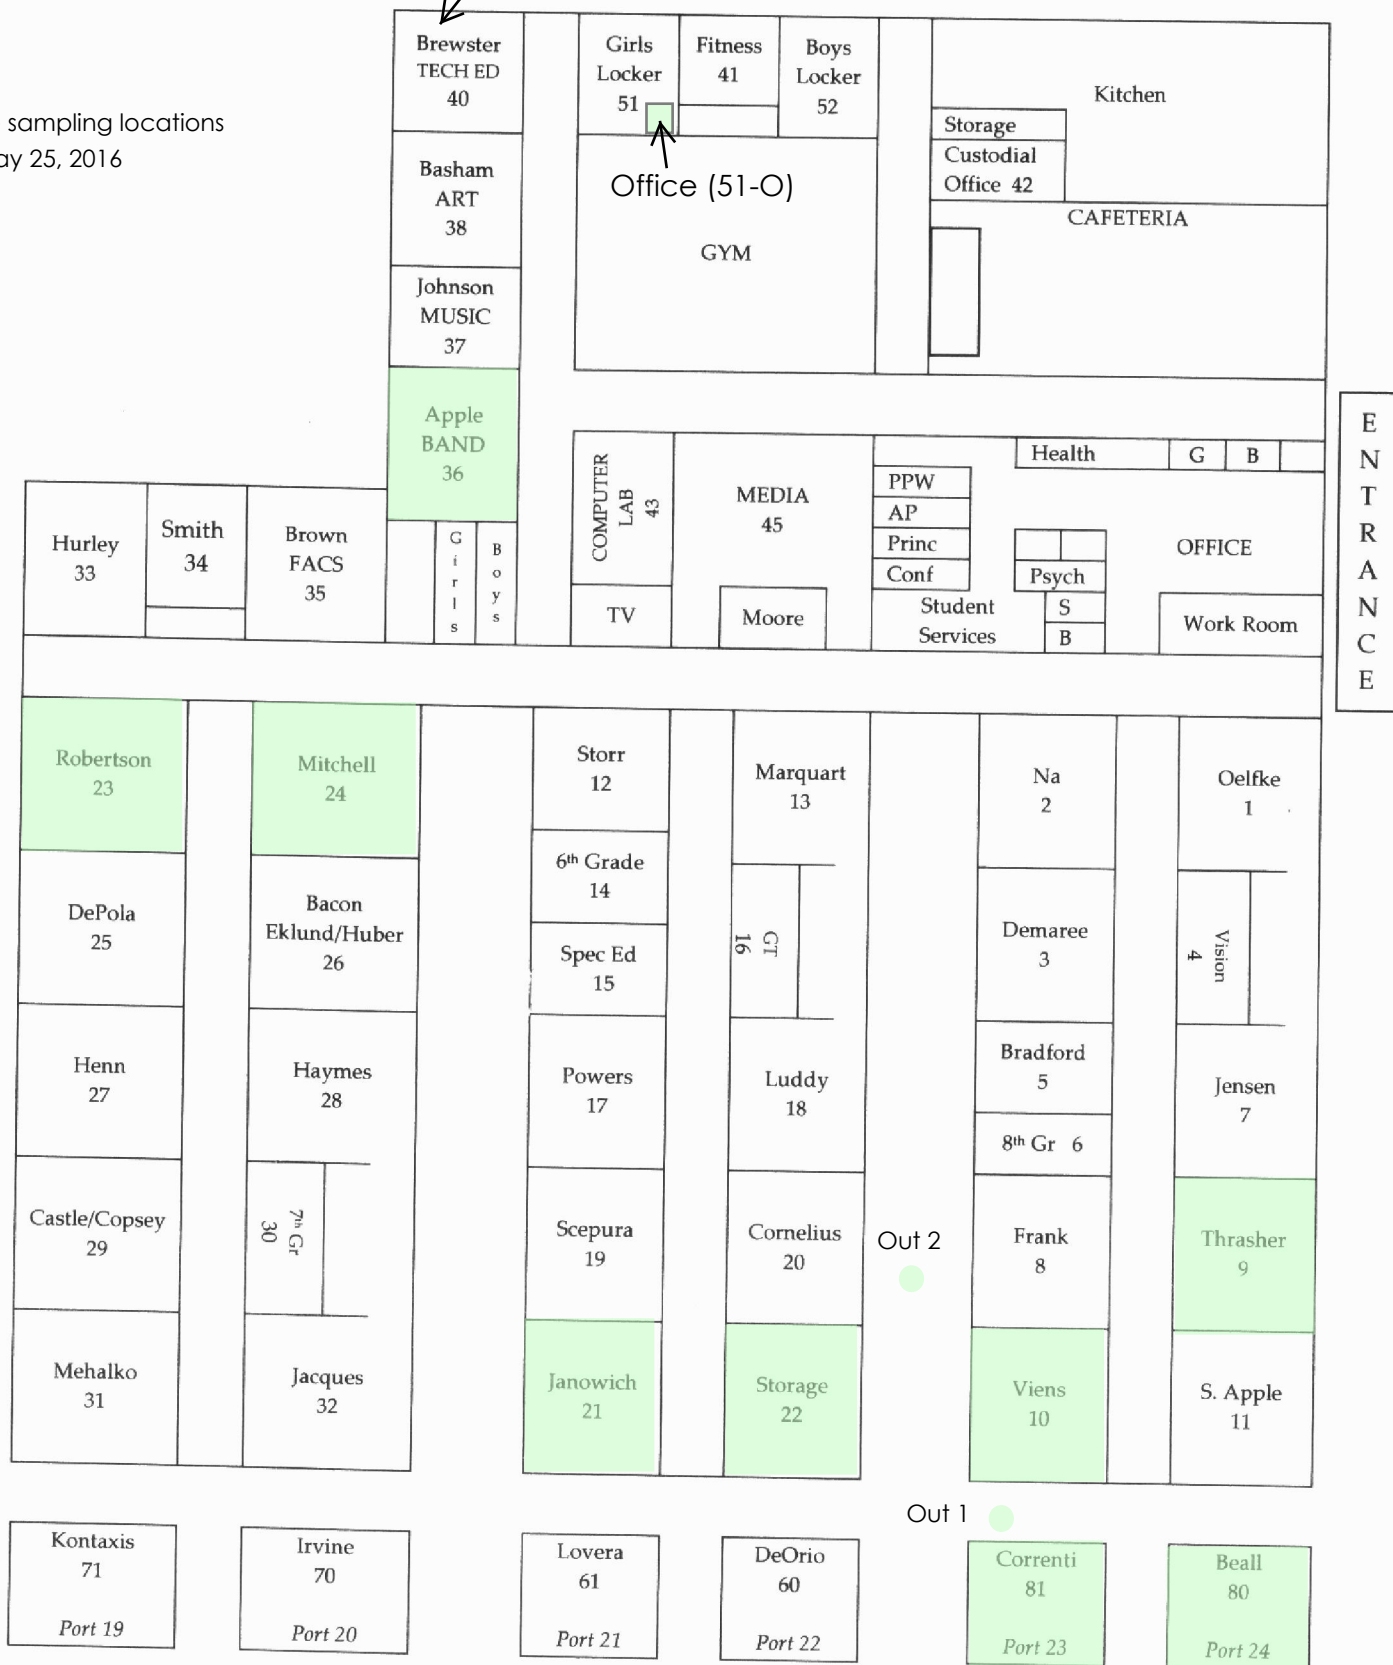 sampling locations
ay 25, 2016
Brewster
TECH ED
40
Girls
Locker
51
Fitness
41
Boys
Locker
52
Kitchen
Storage
Custodial
Office 42
Basham
ART
38
Office (51-O)
GYM
CAFETERIA
Johnson
MUSIC
37
Apple
BAND
36
ENTRANCE
Hurley
33
Smith
34
Brown
FACS
35
Girls
Boys
COMPUTER
LAB
43
TV
MEDIA
45
Moore
PPW
AP
Princ
Conf
Student
Services
Health
G
B
Psych
S
B
OFFICE
Work Room
Robertson
23
Mitchell
24
Storr
12
Marquart
13
Na
2
Oelfke
1
DePola
25
Bacon
Eklund/Huber
26
6th Grade
14
Spec Ed
15
GT
16
Demaree
3
Vision
4
Henn
27
Haymes
28
Powers
17
Luddy
18
Bradford
5
8th Gr 6
Jensen
7
Castle/Copsey
29
7th Gr
30
Scepura
19
Cornelius
20
Out 2
Frank
8
Thrasher
9
Mehalko
31
Jacques
32
Janowich
21
Storage
22
Viens
10
S. Apple
11
Out 1
Kontaxis
71
Port 19
Irvine
70
Port 20
Lovera
61
Port 21
DeOrio
60
Port 22
Correnti
81
Port 23
Beall
80
Port 24